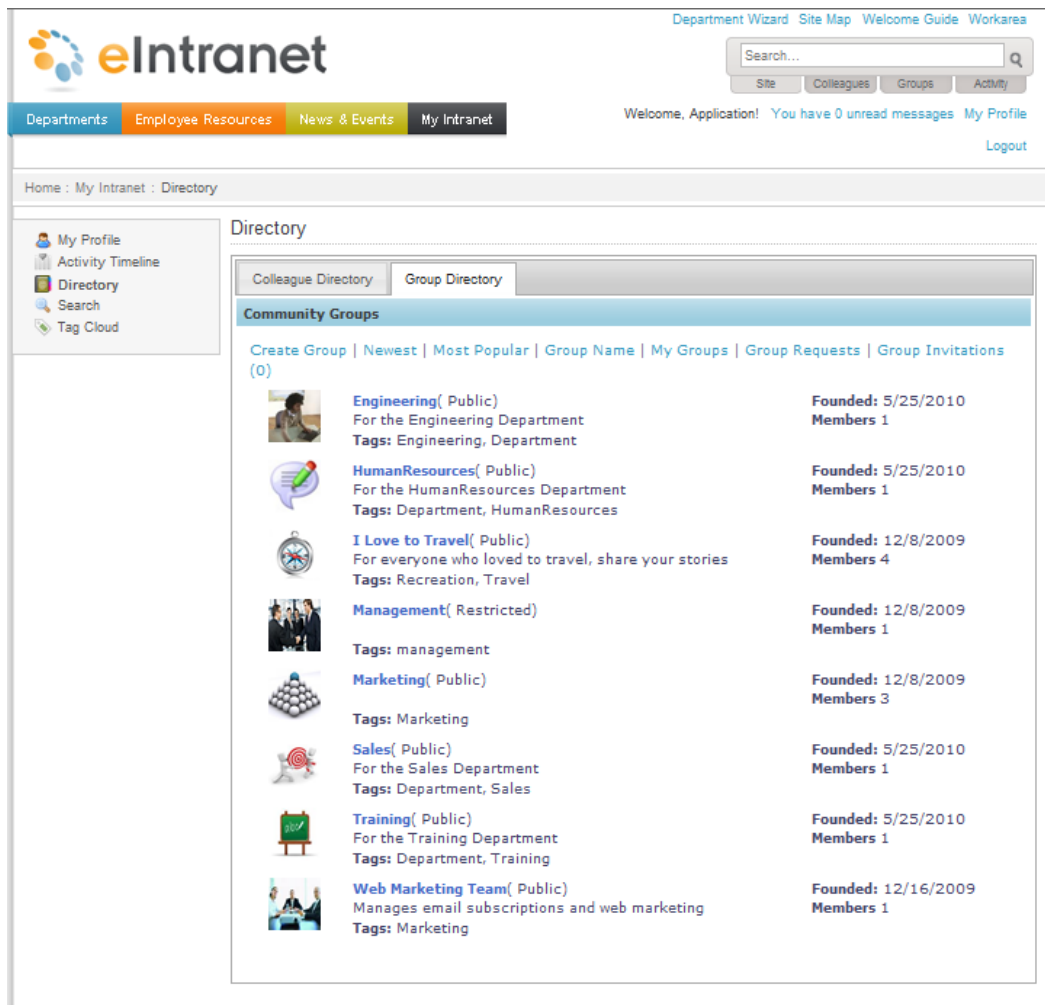 Department Wizard Site Map Welcome Guide Workarea
eIntranet
Search...
Site Colleagues Groups Activity
Departments Employee Resources News & Events My Intranet
Welcome, Application! You have 0 unread messages My Profile
Logout
Home : My Intranet : Directory
My Profile
Activity Timeline
Directory
Search
Tag Cloud
Directory
Colleague Directory Group Directory
Community Groups
Create Group | Newest | Most Popular | Group Name | My Groups | Group Requests | Group Invitations
(0)
Engineering( Public) Founded: 5/25/2010
For the Engineering Department Members 1
Tags: Engineering, Department
HumanResources( Public) Founded: 5/25/2010
For the HumanResources Department Members 1
Tags: Department, HumanResources
I Love to Travel( Public) Founded: 12/8/2009
For everyone who loved to travel, share your stories Members 4
Tags: Recreation, Travel
Management( Restricted) Founded: 12/8/2009
Members 1
Tags: management
Marketing( Public) Founded: 12/8/2009
Members 3
Tags: Marketing
Sales( Public) Founded: 5/25/2010
For the Sales Department Members 1
Tags: Department, Sales
Training( Public) Founded: 5/25/2010
For the Training Department Members 1
Tags: Department, Training
Web Marketing Team( Public) Founded: 12/16/2009
Manages email subscriptions and web marketing Members 1
Tags: Marketing